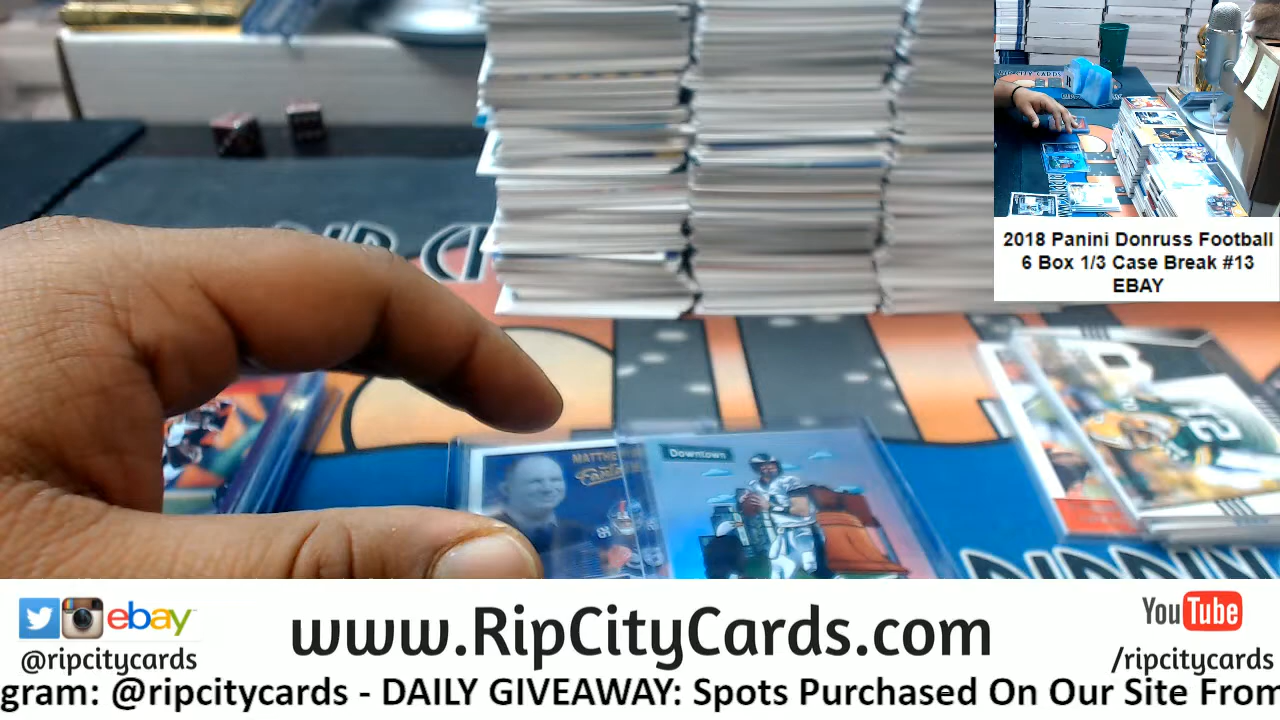 2018 Panini Donruss Football
6 Box 1/3 Case Break #13
EBAY
Downtown
ebay
@ripcitycards
www.RipCityCards.com
YouTube
/ripcitycards
gram: @ripcitycards - DAILY GIVEAWAY: Spots Purchased On Our Site From